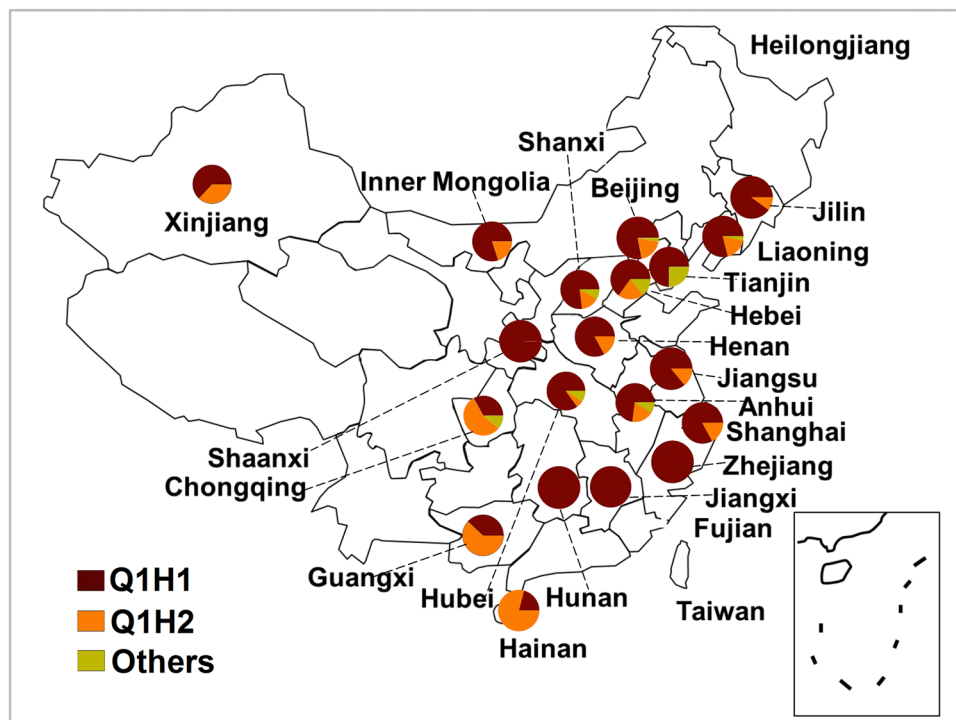 Heilongjiang
Shanxi
Inner Mongolia
Beijing
Xinjiang
Jilin
Liaoning
Tianjin
Hebei
Henan
Jiangsu
Anhui
Shanghai
Shaanxi
Zhejiang
Chongqing
Jiangxi
Fujian
Guangxi
Hubei
Hunan
Taiwan
Hainan
Q1H1
Q1H2
Others